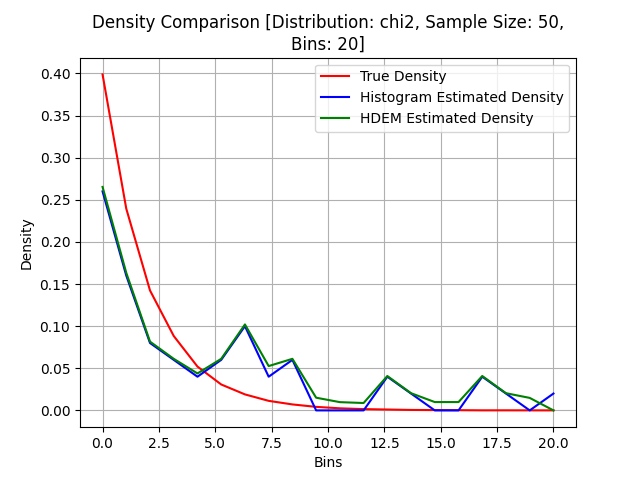 Density Comparison [Distribution: chi2, Sample Size: 50,
Bins: 20]
True Density
Histogram Estimated Density
HDEM Estimated Density
Density
0.40
0.35
0.30
0.25
0.20
0.15
0.10
0.05
0.00
0.0 2.5 5.0 7.5 10.0 12.5 15.0 17.5 20.0
Bins